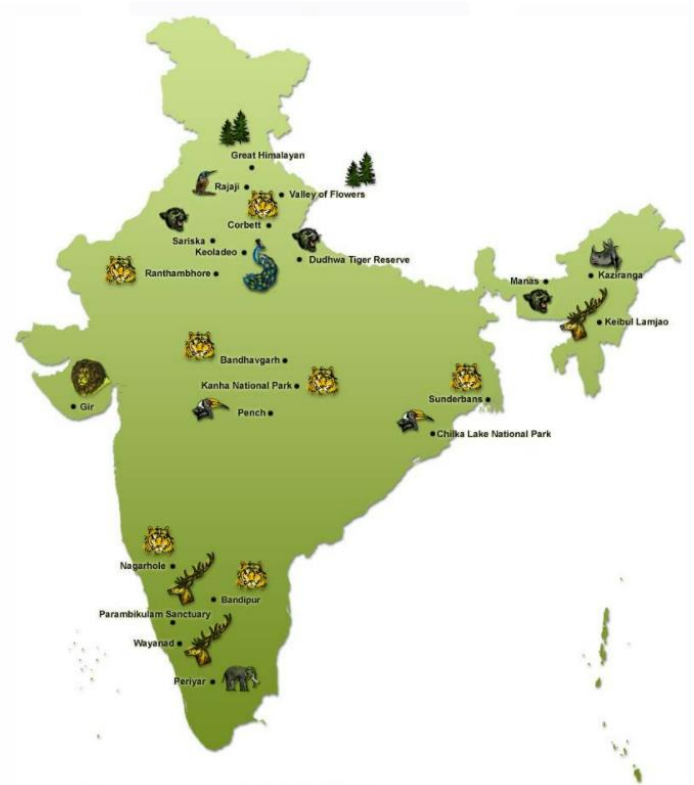 Great Himalayan
Rajaji
Valley of Flowers
Corbett
Sariska
Keoladeo
Dudhwa Tiger Reserve
Ranthambhore
Manas
Kaziranga
Keibul Lamjao
Bandhavgarh
Kanha National Park
Sunderbans
Gir
Pench
Chilka Lake National Park
Nagarhole
Bandipur
Parambikulam Sanctuary
Wayanad
Periyar